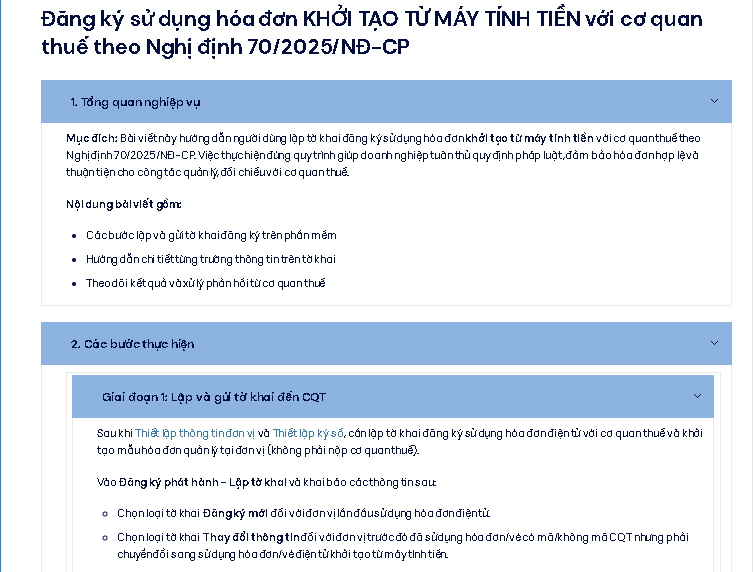 Đăng ký sử dụng hóa đơn KHỞI TẠO TỪ MÁY TÍNH TIỀN với cơ quan
thuế theo Nghị định 70/2025/NĐ-CP
1. Tổng quan nghiệp vụ
Mục đích: Bài viết này hướng dẫn người dùng lập tờ khai đăng ký sử dụng hóa đơn khởi tạo từ máy tính tiền với cơ quan thuế theo
Nghị định 70/2025/NĐ-CP. Việc thực hiện đúng quy trình giúp doanh nghiệp tuân thủ quy định pháp luật, đảm bảo hóa đơn hợp lệ và
thuận tiện cho công tác quản lý, đối chiếu với cơ quan thuế.
Nội dung bài viết gồm:
• Các bước lập và gửi tờ khai đăng ký trên phần mềm
• Hướng dẫn chi tiết từng trường thông tin trên tờ khai
• Theo dõi kết quả và xử lý phản hồi từ cơ quan thuế
2. Các bước thực hiện
Giai đoạn 1: Lập và gửi tờ khai đến CQT
Sau khi Thiết lập thông tin đơn vị và Thiết lập ký số, cần lập tờ khai đăng ký sử dụng hóa đơn điện tử với cơ quan thuế và khởi
tạo mẫu hóa đơn quản lý tại đơn vị (không phải nộp cơ quan thuế).
Vào Đăng ký phát hành – Lập tờ khai và khai báo các thông tin sau:
○ Chọn loại tờ khai Đăng ký mới đối với đơn vị lần đầu sử dụng hóa đơn điện tử.
○ Chọn loại tờ khai Thay đổi thông tin đối với đơn vị trước đó đã sử dụng hóa đơn/vé có mã/không mã CQT nhưng phải
chuyển đổi sang sử dụng hóa đơn/vé điện tử khởi tạo từ máy tính tiền.